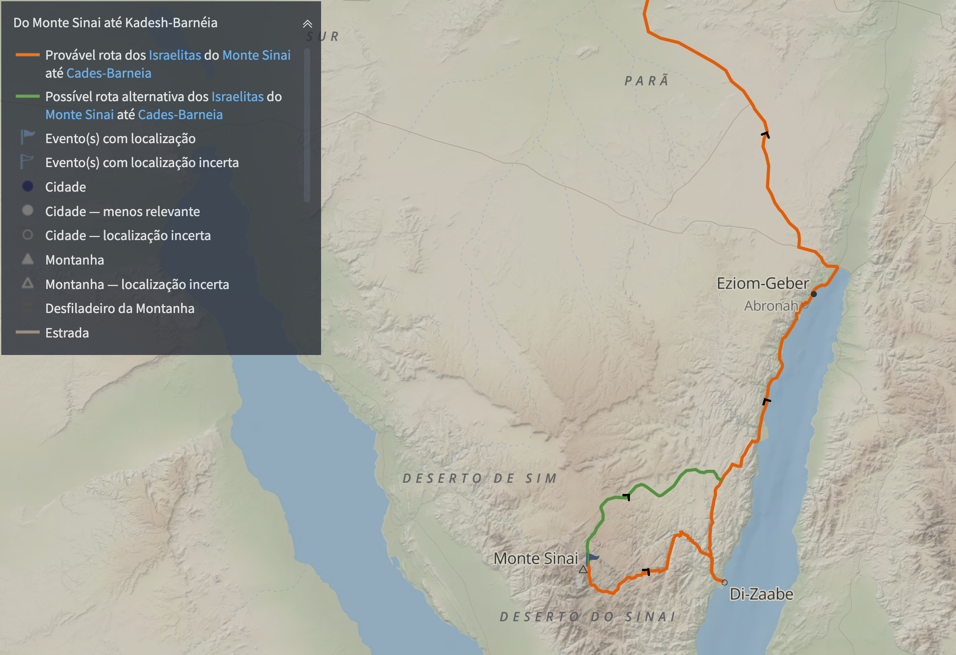 Do Monte Sinai até Kadesh-Barnéia
Provável rota dos Israelitas do Monte Sinai
até Cades-Barneia
Possível rota alternativa dos Israelitas do
Monte Sinai até Cades-Barneia
Evento(s) com localização
Evento(s) com localização incerta
Cidade
Cidade — menos relevante
Cidade — localização incerta
Montanha
Montanha — localização incerta
Desfiladeiro da Montanha
Estrada
SUR
PARÃ
Eziom-Geber
Abronah
DESERTO DE SIM
Monte Sinai
Di-Zaabe
DESERTO DO SINAI